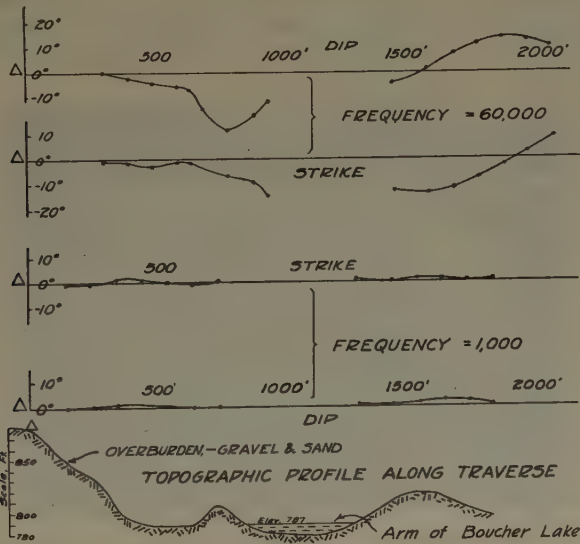 20°
10°
Δ 0°
-10°
500 1000' DIP 1500' 2000'
FREQUENCY = 60,000
10
Δ 0°
-10°
-20°
STRIKE
10°
Δ 0°
-10°
500 STRIKE
FREQUENCY = 1,000
10°
Δ 0°
500' 1000' 1500' 2000'
DIP
Δ
OVERBURDEN,-GRAVEL & SAND
TOPOGRAPHIC PROFILE ALONG TRAVERSE
Scale, Ft
850
800
780
Elev. 787
Arm of Boucher Lake